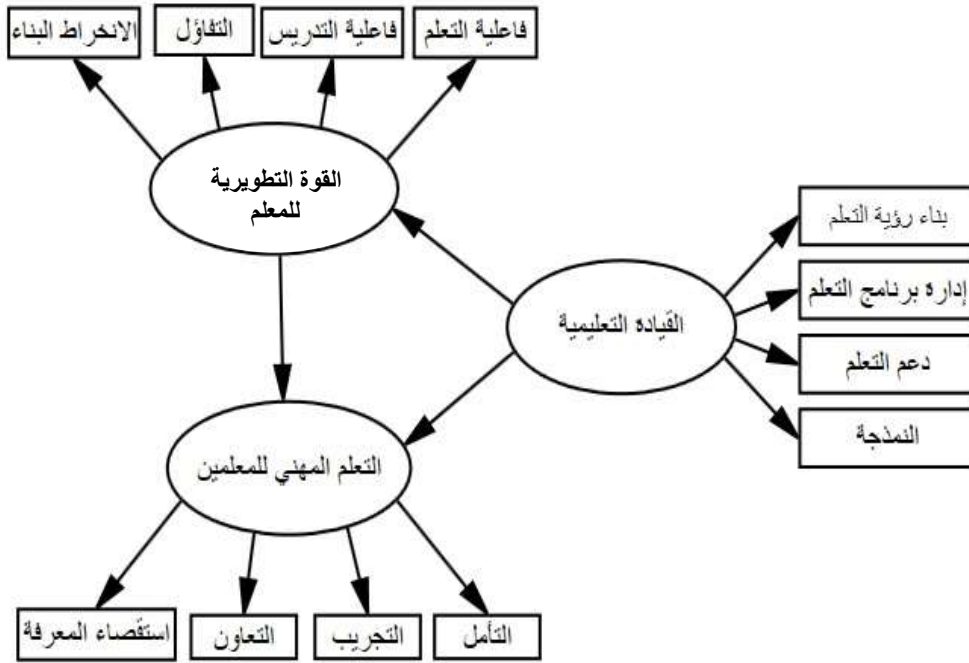 فاعلية التعلم
فاعلية التدريس
التفاؤل
الانخراط البناء
القوة التطويرية
للمعلم
بناء رؤية التعلم
إدارة برنامج التعلم
القيادة التعليمية
دعم التعلم
النمذجة
التعلم المهني للمعلمين
التأمل
التجريب
التعاون
استقصاء المعرفة